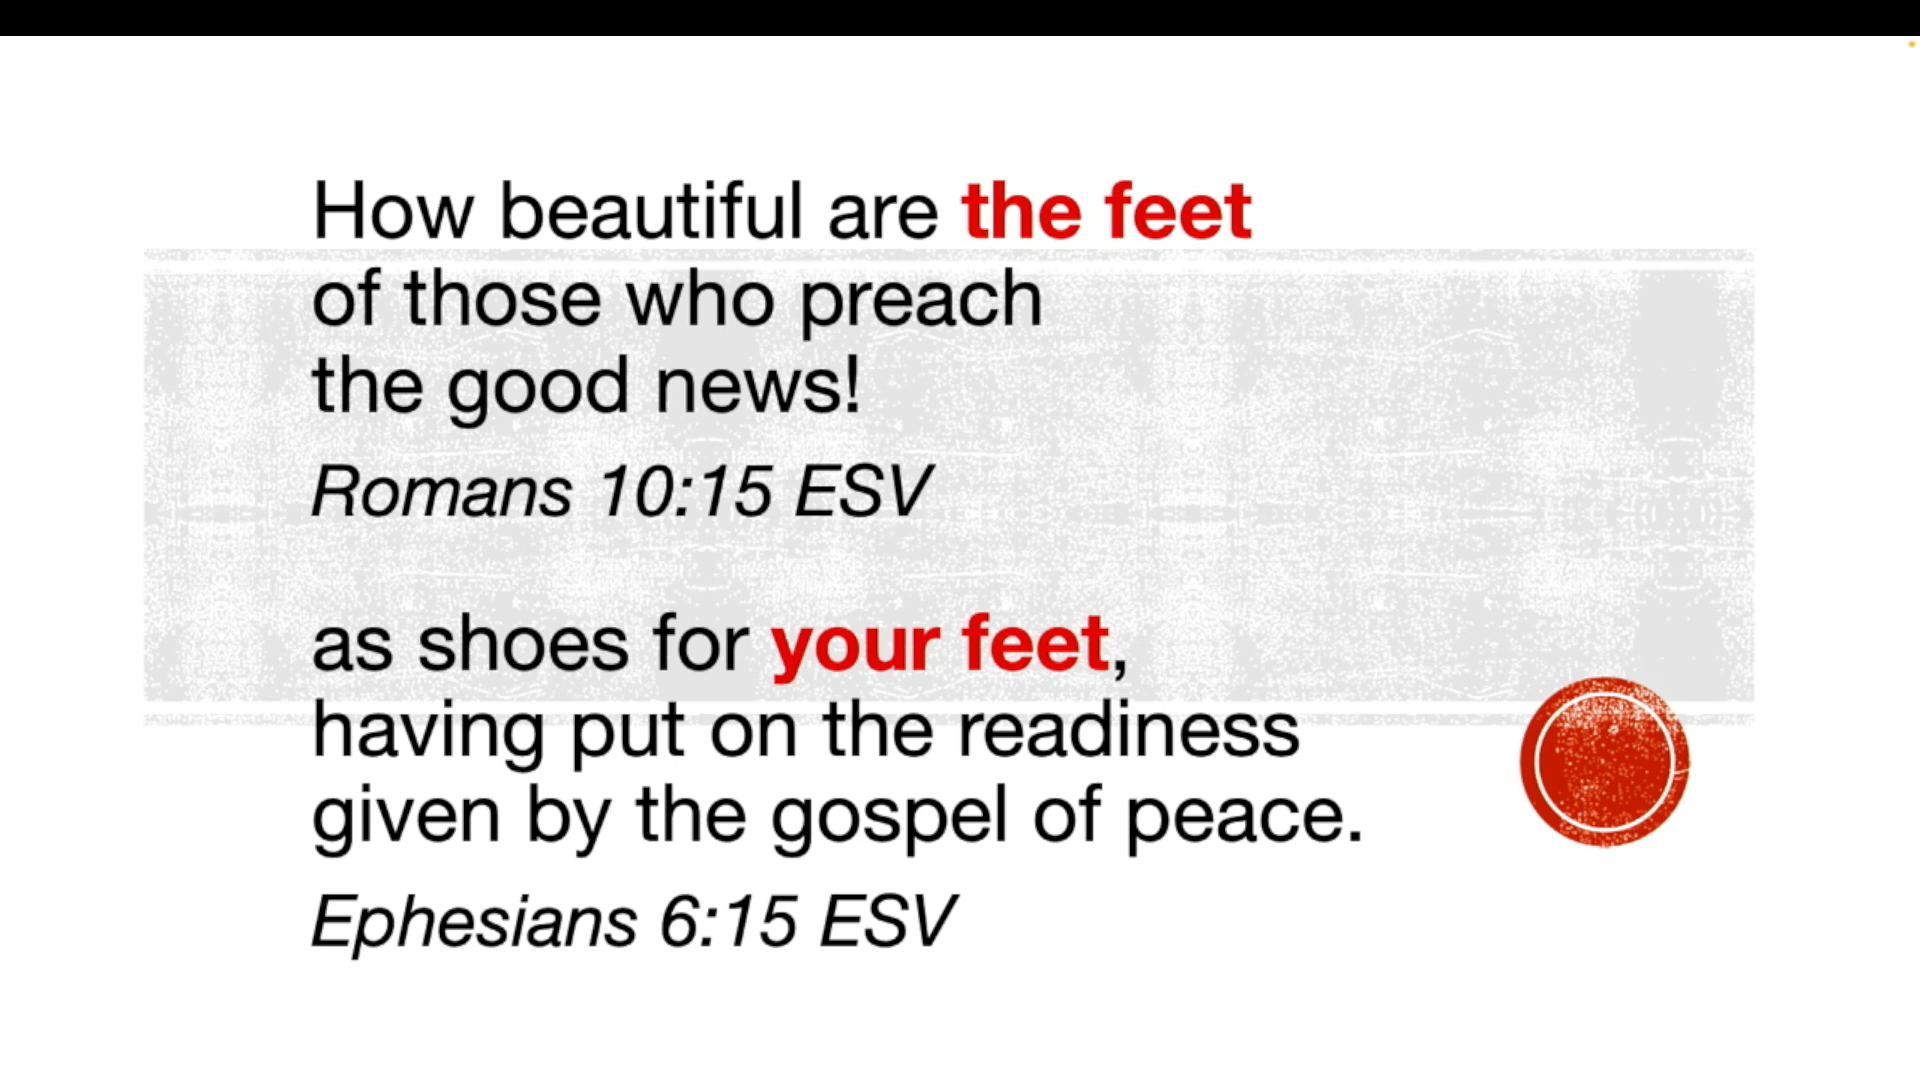 How beautiful are the feet
of those who preach
the good news!
Romans 10:15 ESV
as shoes for your feet,
having put on the readiness
given by the gospel of peace.
Ephesians 6:15 ESV